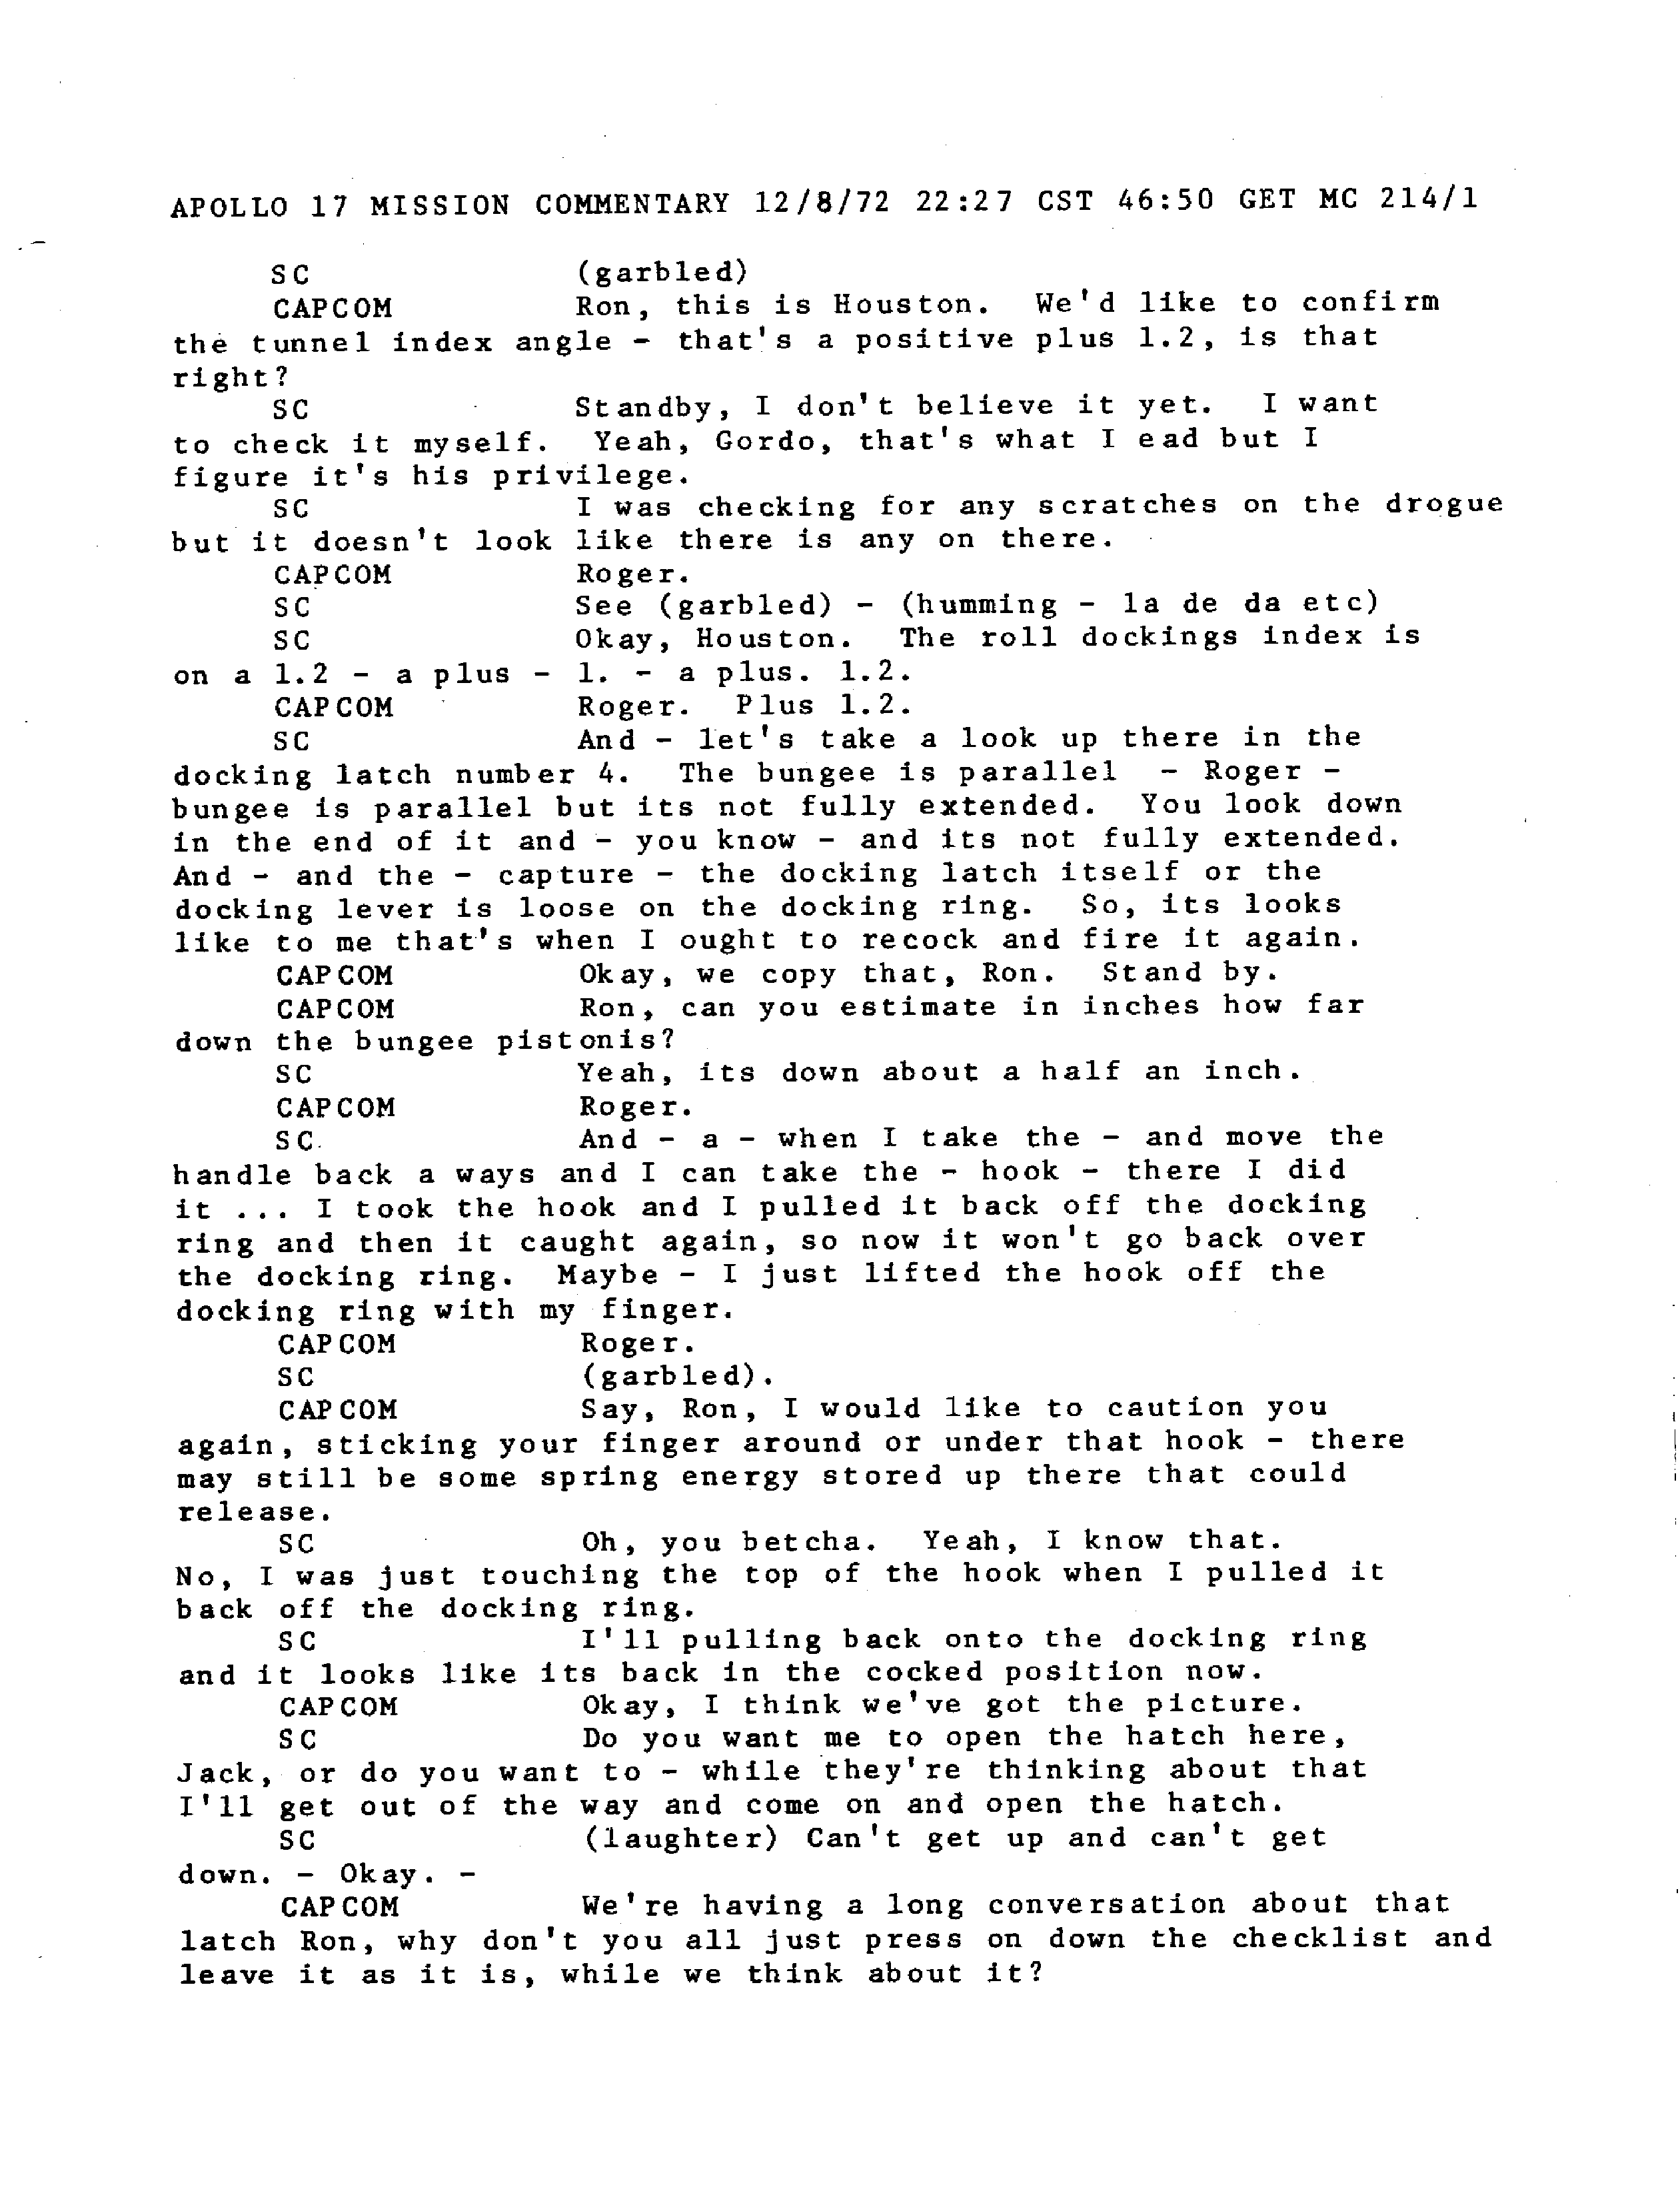 APOLLO 17 MISSION COMMENTARY 12/8/72 22:27 CST 46:50 GET MC 214/1
SC (garbled)
CAPCOM Ron, this is Houston. We'd like to confirm
the tunnel index angle - that's a positive plus 1.2, is that
right?
SC Standby, I don't believe it yet. I want
to check it myself. Yeah, Gordo, that's what I ead but I
figure it's his privilege.
SC I was checking for any scratches on the drogue
but it doesn't look like there is any on there.
CAPCOM Roger.
SC See (garbled) - (humming - la de da etc)
SC Okay, Houston. The roll dockings index is
on a 1.2 - a plus - 1. - a plus. 1.2.
CAPCOM Roger. Plus 1.2.
SC And - let's take a look up there in the
docking latch number 4. The bungee is parallel - Roger -
bungee is parallel but its not fully extended. You look down
in the end of it and - you know - and its not fully extended.
And - and the - capture - the docking latch itself or the
docking lever is loose on the docking ring. So, its looks
like to me that's when I ought to recock and fire it again.
CAPCOM Okay, we copy that, Ron. Stand by.
CAPCOM Ron, can you estimate in inches how far
down the bungee pistonis?
SC Yeah, its down about a half an inch.
CAPCOM Roger.
SC And - a - when I take the - and move the
handle back a ways and I can take the - hook - there I did
it ... I took the hook and I pulled it back off the docking
ring and then it caught again, so now it won't go back over
the docking ring. Maybe - I just lifted the hook off the
docking ring with my finger.
CAPCOM Roger.
SC (garbled).
CAPCOM Say, Ron, I would like to caution you
again, sticking your finger around or under that hook - there
may still be some spring energy stored up there that could
release.
SC Oh, you betcha. Yeah, I know that.
No, I was just touching the top of the hook when I pulled it
back off the docking ring.
SC I'll pulling back onto the docking ring
and it looks like its back in the cocked position now.
CAPCOM Okay, I think we've got the picture.
SC Do you want me to open the hatch here,
Jack, or do you want to - while they're thinking about that
I'll get out of the way and come on and open the hatch.
SC (laughter) Can't get up and can't get
down. - Okay. -
CAPCOM We're having a long conversation about that
latch Ron, why don't you all just press on down the checklist and
leave it as it is, while we think about it?